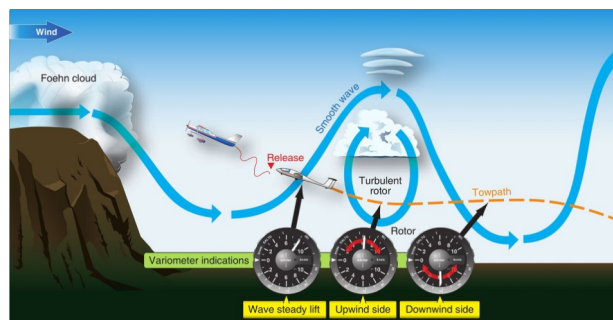 Wind
Foehn cloud
Smooth wave
Release
Turbulent
rotor
Towpath
Rotor
Variometer indications
Wave steady lift
Upwind side
Downwind side